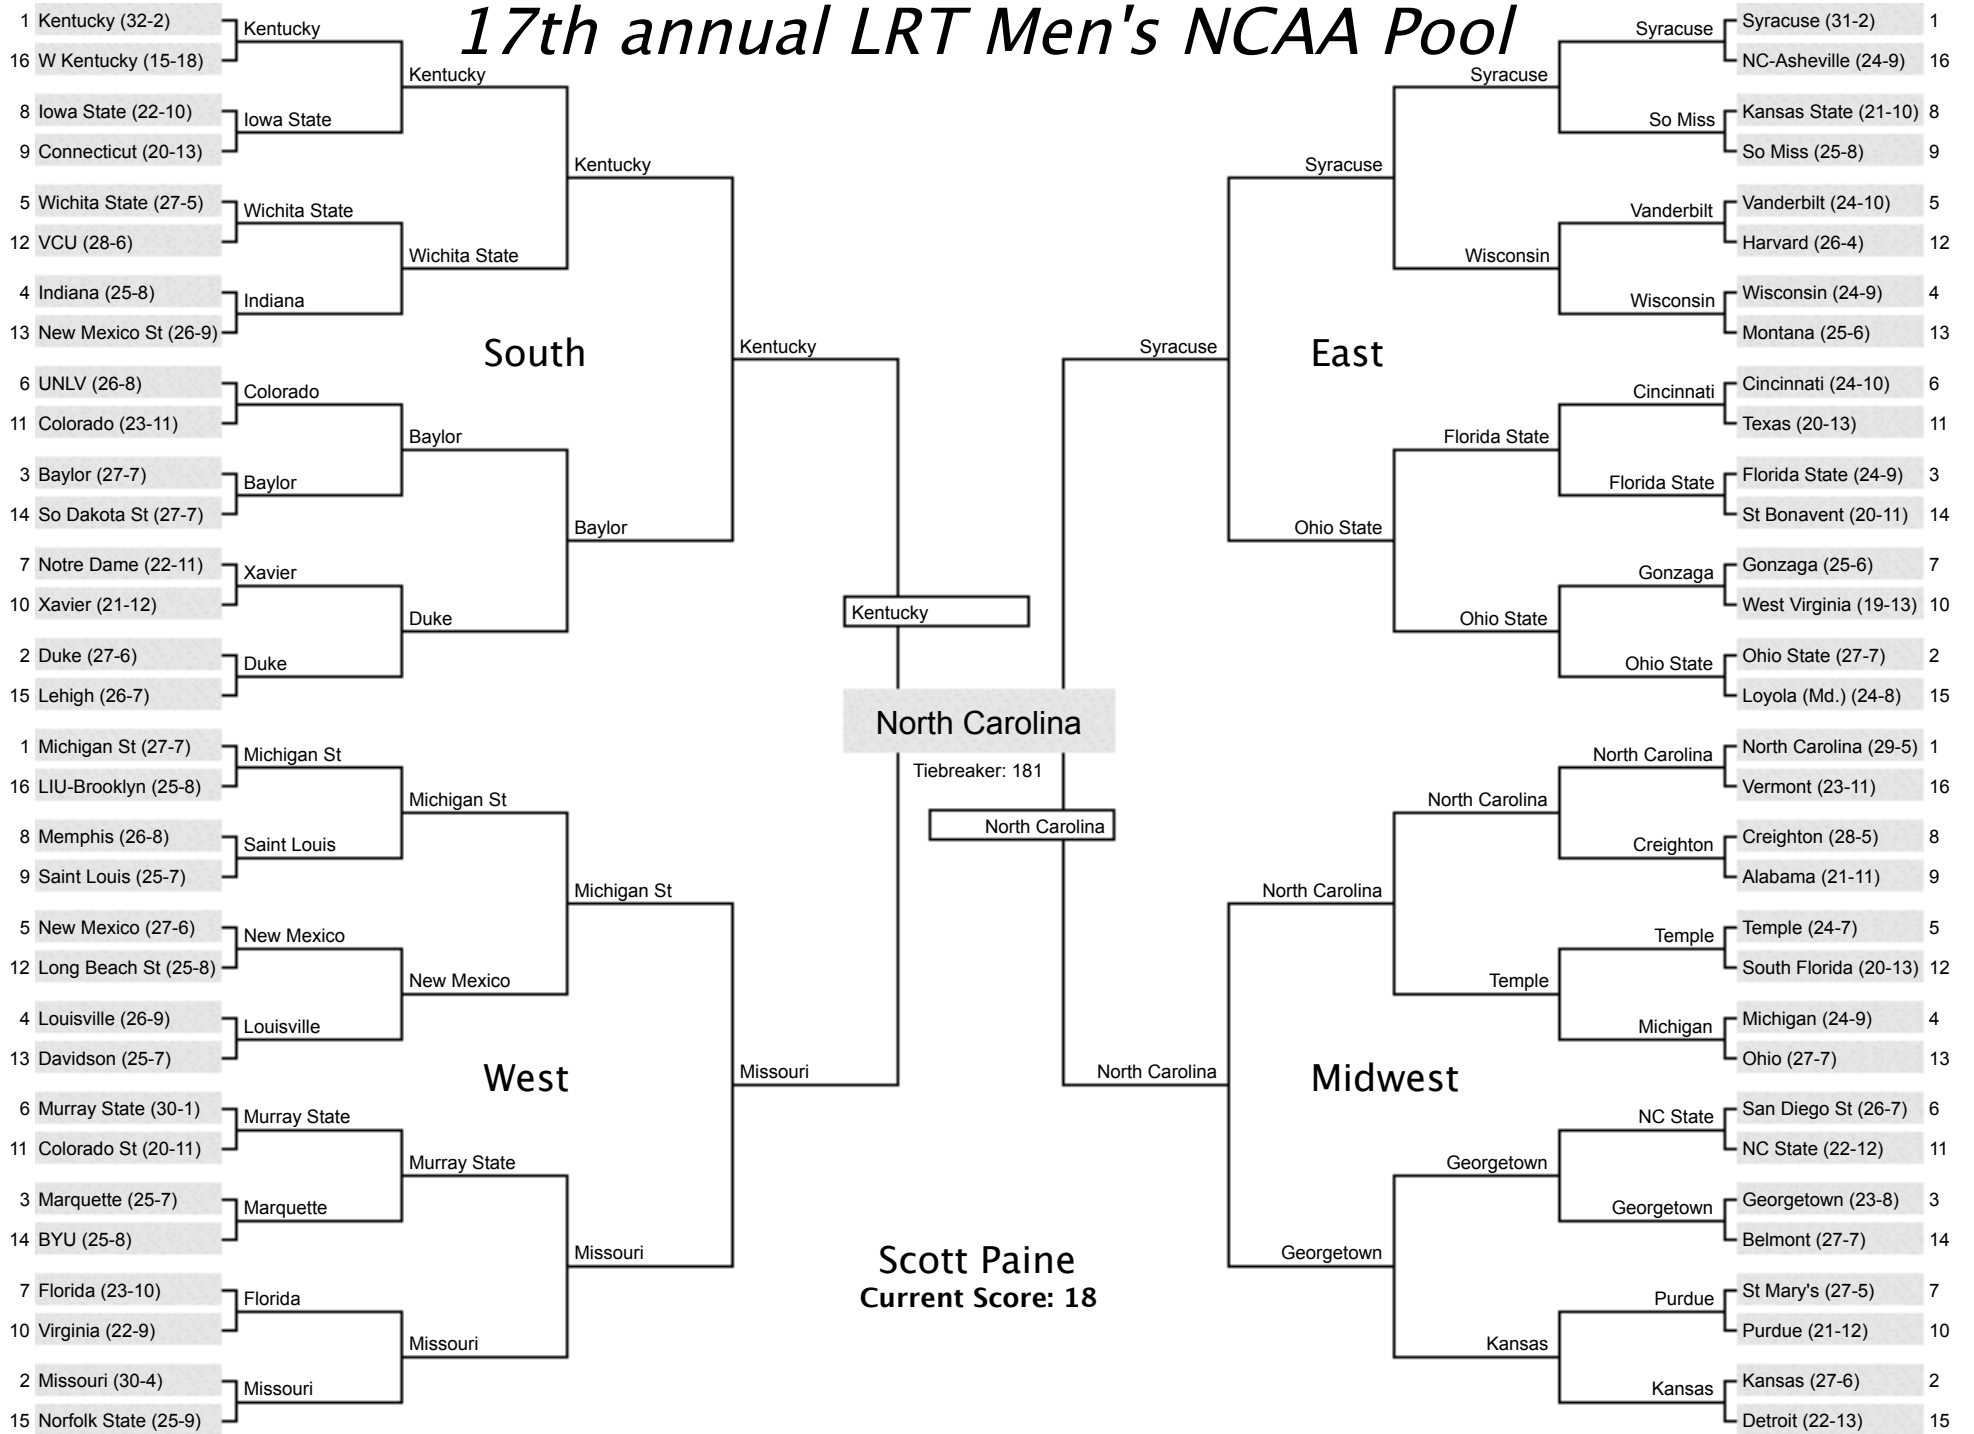 17th annual LRT Men's NCAA Pool
1 Kentucky (32-2)
16 W Kentucky (15-18)
8 Iowa State (22-10)
9 Connecticut (20-13)
5 Wichita State (27-5)
12 VCU (28-6)
4 Indiana (25-8)
13 New Mexico St (26-9)
6 UNLV (26-8)
11 Colorado (23-11)
3 Baylor (27-7)
14 So Dakota St (27-7)
7 Notre Dame (22-11)
10 Xavier (21-12)
2 Duke (27-6)
15 Lehigh (26-7)
Kentucky
Iowa State
Wichita State
Indiana
Colorado
Baylor
Xavier
Duke
Kentucky
Wichita State
Baylor
Duke
Kentucky
Baylor
Kentucky
South
1 Michigan St (27-7)
16 LIU-Brooklyn (25-8)
8 Memphis (26-8)
9 Saint Louis (25-7)
5 New Mexico (27-6)
12 Long Beach St (25-8)
4 Louisville (26-9)
13 Davidson (25-7)
6 Murray State (30-1)
11 Colorado St (20-11)
3 Marquette (25-7)
14 BYU (25-8)
7 Florida (23-10)
10 Virginia (22-9)
2 Missouri (30-4)
15 Norfolk State (25-9)
Michigan St
Saint Louis
New Mexico
Louisville
Murray State
Marquette
Florida
Missouri
Michigan St
New Mexico
Murray State
Missouri
Michigan St
Missouri
Missouri
West
Kentucky
North Carolina
Tiebreaker: 181
North Carolina
Scott Paine
Current Score: 18
Syracuse (31-2) 1
NC-Asheville (24-9) 16
Kansas State (21-10) 8
So Miss (25-8) 9
Vanderbilt (24-10) 5
Harvard (26-4) 12
Wisconsin (24-9) 4
Montana (25-6) 13
Cincinnati (24-10) 6
Texas (20-13) 11
Florida State (24-9) 3
St Bonavent (20-11) 14
Gonzaga (25-6) 7
West Virginia (19-13) 10
Ohio State (27-7) 2
Loyola (Md.) (24-8) 15
Syracuse
So Miss
Vanderbilt
Wisconsin
Cincinnati
Florida State
Gonzaga
Ohio State
Syracuse
Wisconsin
Florida State
Ohio State
Syracuse
Ohio State
Syracuse
East
North Carolina (29-5) 1
Vermont (23-11) 16
Creighton (28-5) 8
Alabama (21-11) 9
Temple (24-7) 5
South Florida (20-13) 12
Michigan (24-9) 4
Ohio (27-7) 13
San Diego St (26-7) 6
NC State (22-12) 11
Georgetown (23-8) 3
Belmont (27-7) 14
St Mary's (27-5) 7
Purdue (21-12) 10
Kansas (27-6) 2
Detroit (22-13) 15
North Carolina
Creighton
Temple
Michigan
NC State
Georgetown
Purdue
Kansas
North Carolina
Temple
Georgetown
Kansas
North Carolina
Georgetown
North Carolina
Midwest